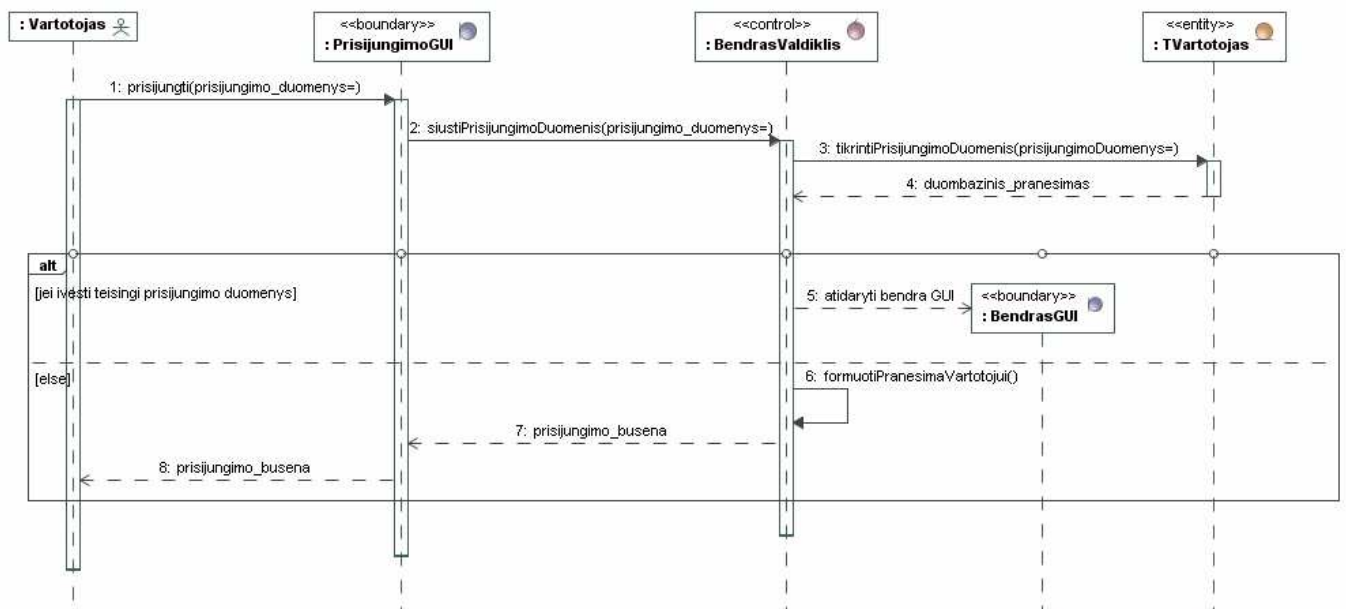 : Vartotojas
<<boundary>>
: PrisijungimoGUI
<<control>>
: BendrasValdiklis
<<entity>>
: TVartotojas
1: prisijungti(prisijungimo_duomenys=)
2: siustiPrisijungimoDuomenis(prisijungimo_duomenys=)
3: tikrintiPrisijungimoDuomenis(prisijungimoDuomenys=)
4: duombazinis_pranesimas
alt
[jei ivesti teisingi prisijungimo duomenys]
5: atidaryti bendra GUI
<<boundary>>
: BendrasGUI
[else]
6: formuotiPranesimaVartotojui()
7: prisijungimo_busena
8: prisijungimo_busena